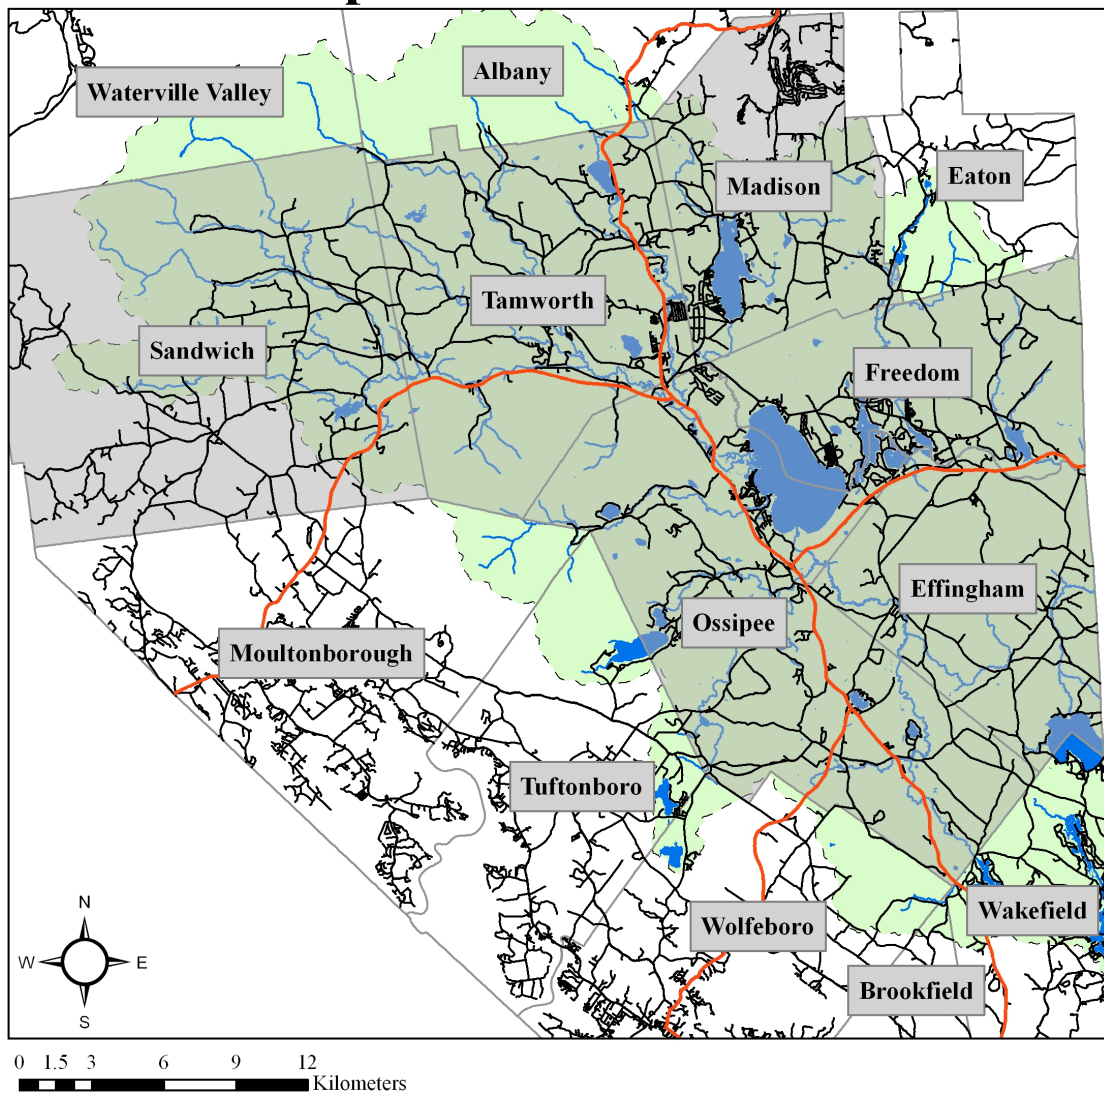 Albany
Waterville Valley
Eaton
Madison
Tamworth
Sandwich
Freedom
Effingham
Ossipee
Moultonborough
Tuftonboro
Wakefield
Wolfeboro
Brookfield
N
W E
S
0 1.5 3 6 9 12
Kilometers